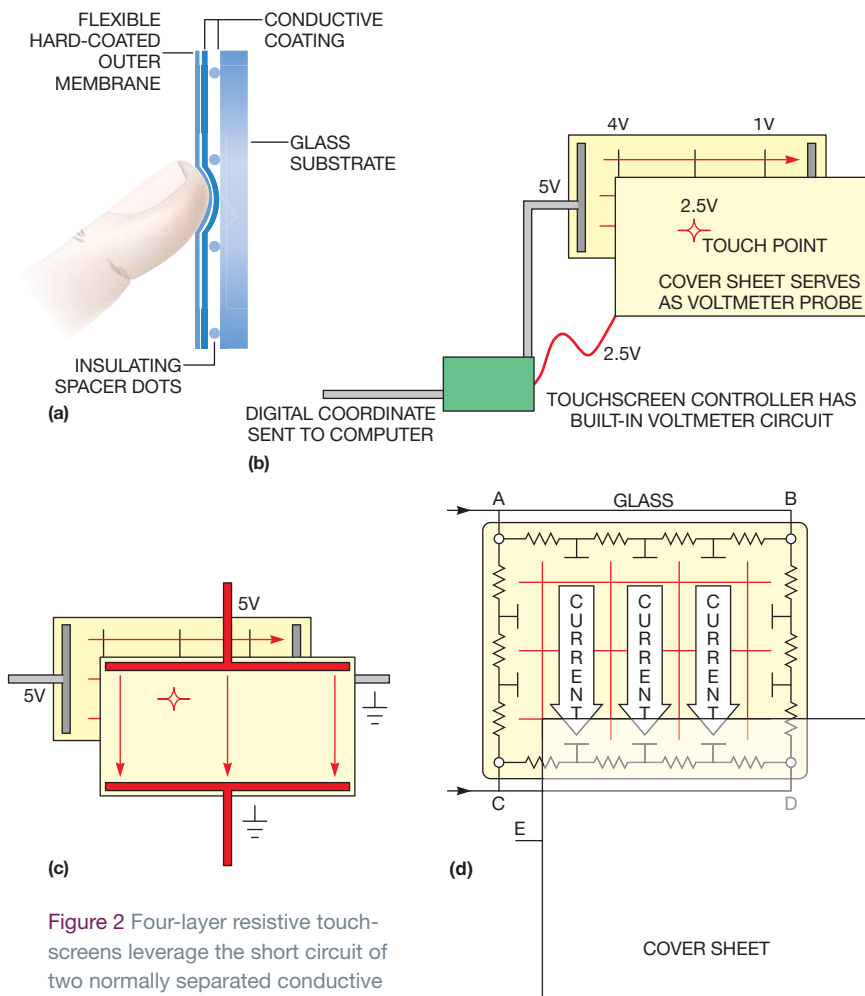 FLEXIBLE
HARD-COATED
OUTER
MEMBRANE
CONDUCTIVE
COATING
GLASS
SUBSTRATE
INSULATING
SPACER DOTS
(a)
4V
1V
5V
2.5V
TOUCH POINT
COVER SHEET SERVES
AS VOLTMETER PROBE
2.5V
DIGITAL COORDINATE
SENT TO COMPUTER
TOUCHSCREEN CONTROLLER HAS
BUILT-IN VOLTMETER CIRCUIT
(b)
5V
5V
(c)
A
GLASS
B
CURRENT
CURRENT
CURRENT
C
D
E
(d)
COVER SHEET
Figure 2 Four-layer resistive touch-
screens leverage the short circuit of
two normally separated conductive